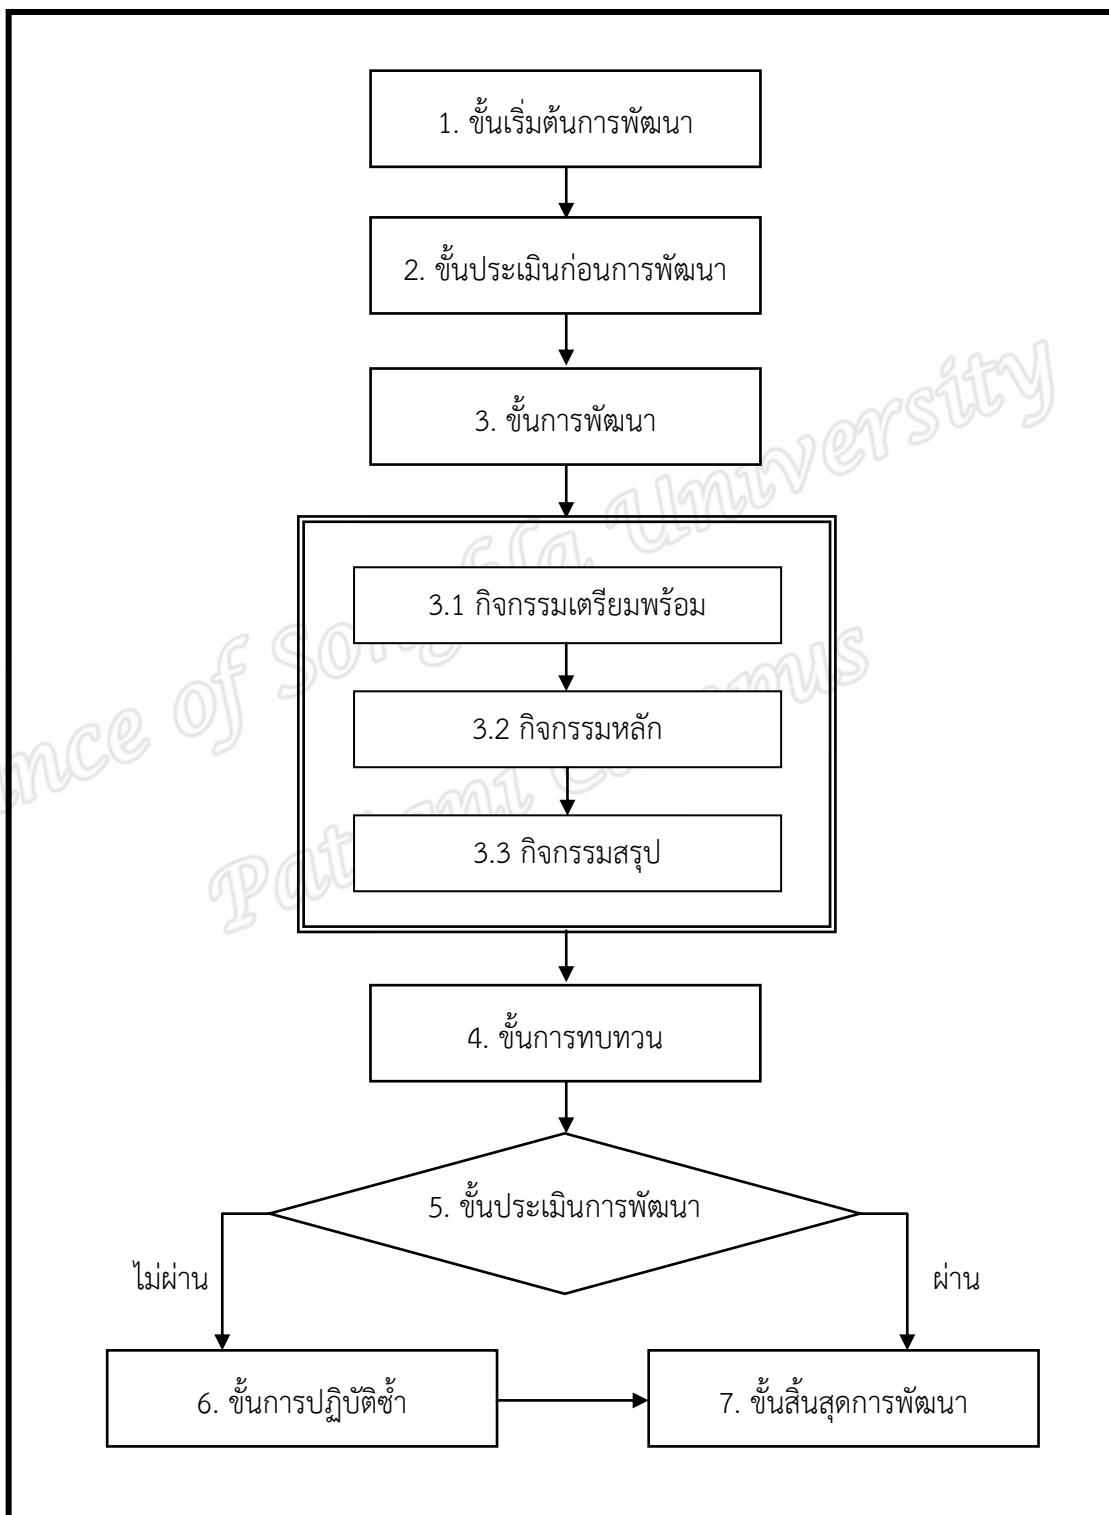 1. ขั้นเริ่มต้นการพัฒนา
2. ขั้นประเมินก่อนการพัฒนา
3. ขั้นการพัฒนา
3.1 กิจกรรมเตรียมพร้อม
3.2 กิจกรรมหลัก
3.3 กิจกรรมสรุป
4. ขั้นการทบทวน
5. ขั้นประเมินการพัฒนา
ไม่ผ่าน
ผ่าน
6. ขั้นการปฏิบัติซ้ำ
7. ขั้นสิ้นสุดการพัฒนา
of University